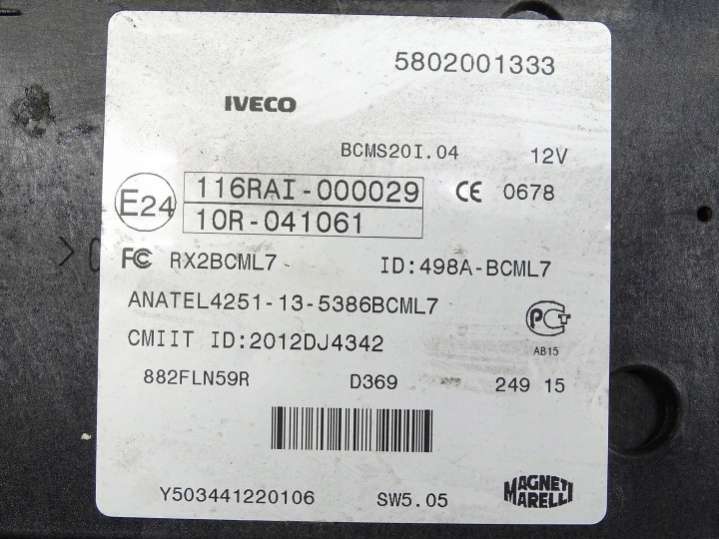 5802001333
IVECO
BCMS20I.04 12V
E24 116RAI-000029 CE 0678
10R-041061
FC RX2BCML7 ID:498A-BCML7
ANATEL4251-13-5386BCML7
CMIIT ID:2012DJ4342
AB15
882FLN59R D369 249 15
Y503441220106 SW5.05
MAGNETI
MARELLI